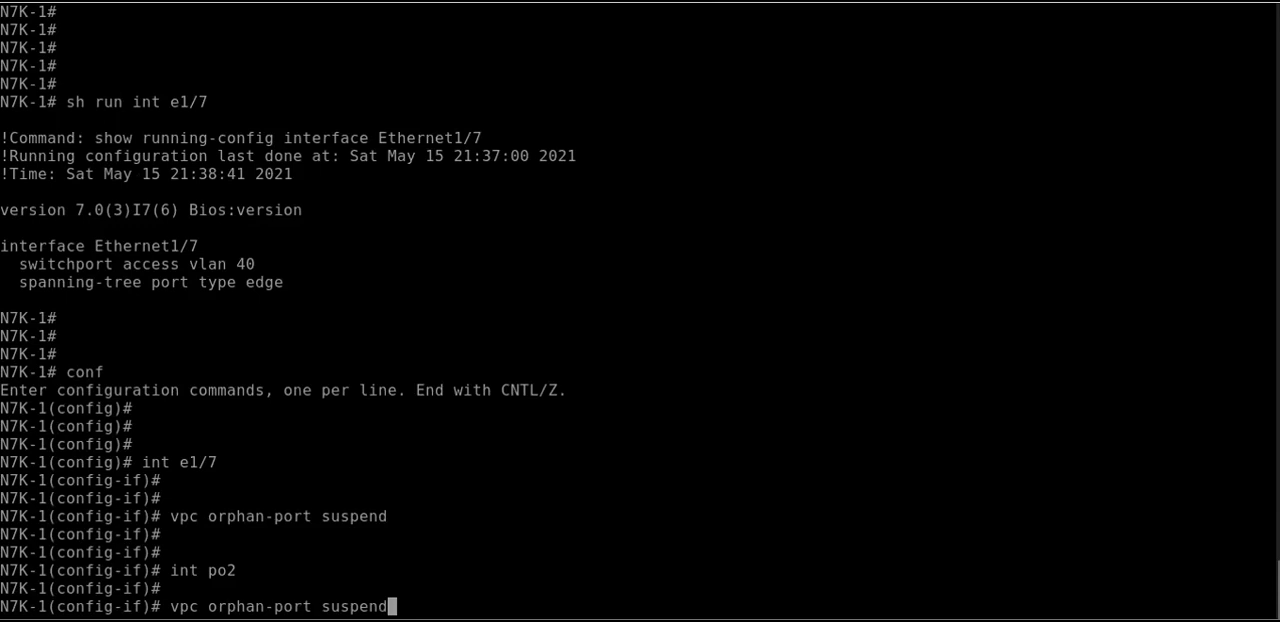 N7K-1#
N7K-1#
N7K-1#
N7K-1#
N7K-1#
N7K-1# sh run int e1/7
!Command: show running-config interface Ethernet1/7
!Running configuration last done at: Sat May 15 21:37:00 2021
!Time: Sat May 15 21:38:41 2021
version 7.0(3)I7(6) Bios:version
interface Ethernet1/7
  switchport access vlan 40
  spanning-tree port type edge
N7K-1#
N7K-1#
N7K-1#
N7K-1# conf
Enter configuration commands, one per line. End with CNTL/Z.
N7K-1(config)#
N7K-1(config)#
N7K-1(config)#
N7K-1(config)# int e1/7
N7K-1(config-if)#
N7K-1(config-if)#
N7K-1(config-if)# vpc orphan-port suspend
N7K-1(config-if)#
N7K-1(config-if)#
N7K-1(config-if)# int po2
N7K-1(config-if)#
N7K-1(config-if)# vpc orphan-port suspend